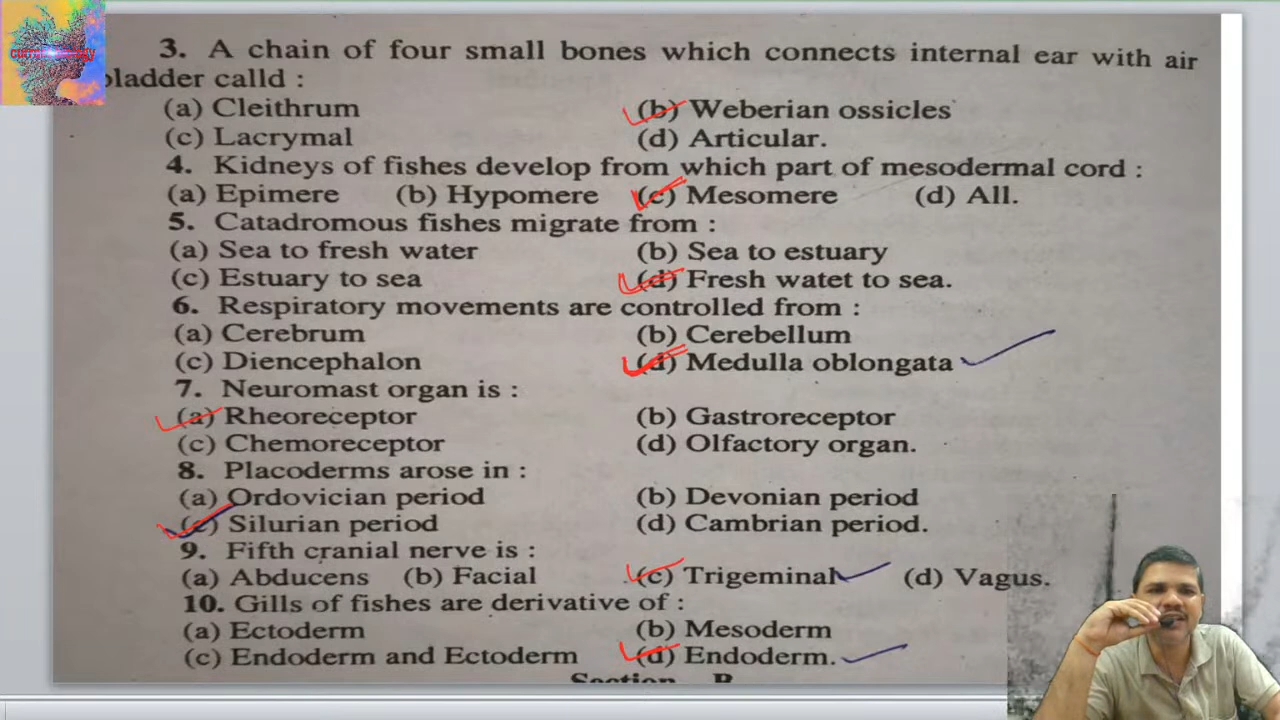 3. A chain of four small bones which connects internal ear with air
bladder calld :
(a) Cleithrum (b) Weberian ossicles
(c) Lacrymal (d) Articular.
4. Kidneys of fishes develop from which part of mesodermal cord :
(a) Epimere (b) Hypomere (c) Mesomere (d) All.
5. Catadromous fishes migrate from :
(a) Sea to fresh water (b) Sea to estuary
(c) Estuary to sea (d) Fresh watet to sea.
6. Respiratory movements are controlled from :
(a) Cerebrum (b) Cerebellum
(c) Diencephalon (d) Medulla oblongata
7. Neuromast organ is :
(a) Rheoreceptor (b) Gastroreceptor
(c) Chemoreceptor (d) Olfactory organ.
8. Placoderms arose in :
(a) Ordovician period (b) Devonian period
(c) Silurian period (d) Cambrian period.
9. Fifth cranial nerve is :
(a) Abducens (b) Facial (c) Trigeminal (d) Vagus.
10. Gills of fishes are derivative of :
(a) Ectoderm (b) Mesoderm
(c) Endoderm and Ectoderm (d) Endoderm.
Section B